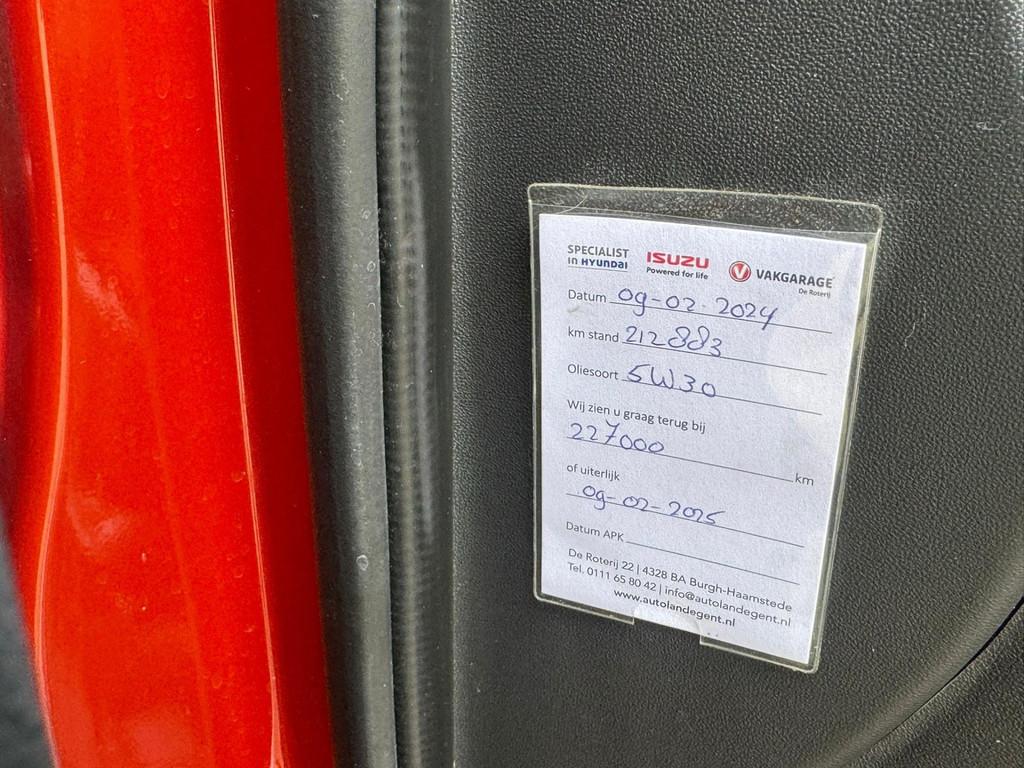 SPECIALIST
in HYUNDAI
ISUZU
Powered for life
VAKGARAGE
De Roterij
Datum 09-02-2024
km stand 212883
Oliesoort 5W30
Wij zien u graag terug bij
227000 km
of uiterlijk
09-02-2025
Datum APK
De Roterij 22 | 4328 BA Burgh-Haamstede
Tel. 0111 65 80 42 | info@autolandegent.nl
www.autolandegent.nl